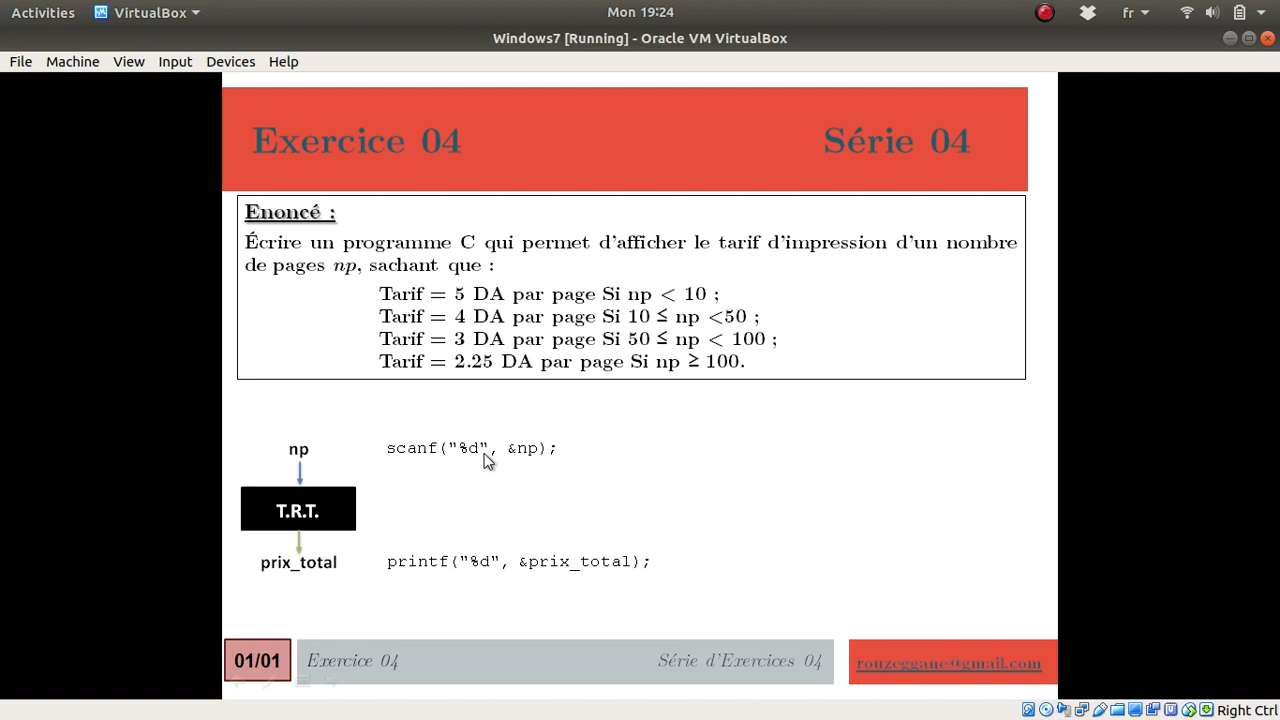 Activities VirtualBox Mon 19:24 fr
Windows7 [Running] - Oracle VM VirtualBox
File Machine View Input Devices Help
Exercice 04 Série 04
Enoncé :
Écrire un programme C qui permet d'afficher le tarif d'impression d'un nombre
de pages np, sachant que :
Tarif = 5 DA par page Si np < 10 ;
Tarif = 4 DA par page Si 10 ≤ np <50 ;
Tarif = 3 DA par page Si 50 ≤ np < 100 ;
Tarif = 2.25 DA par page Si np ≥ 100.
np scanf("%d", &np);
T.R.T.
prix_total printf("%d", &prix_total);
01/01 Exercice 04 Série d'Exercices 04 rouzeggane@gmail.com
Right Ctrl